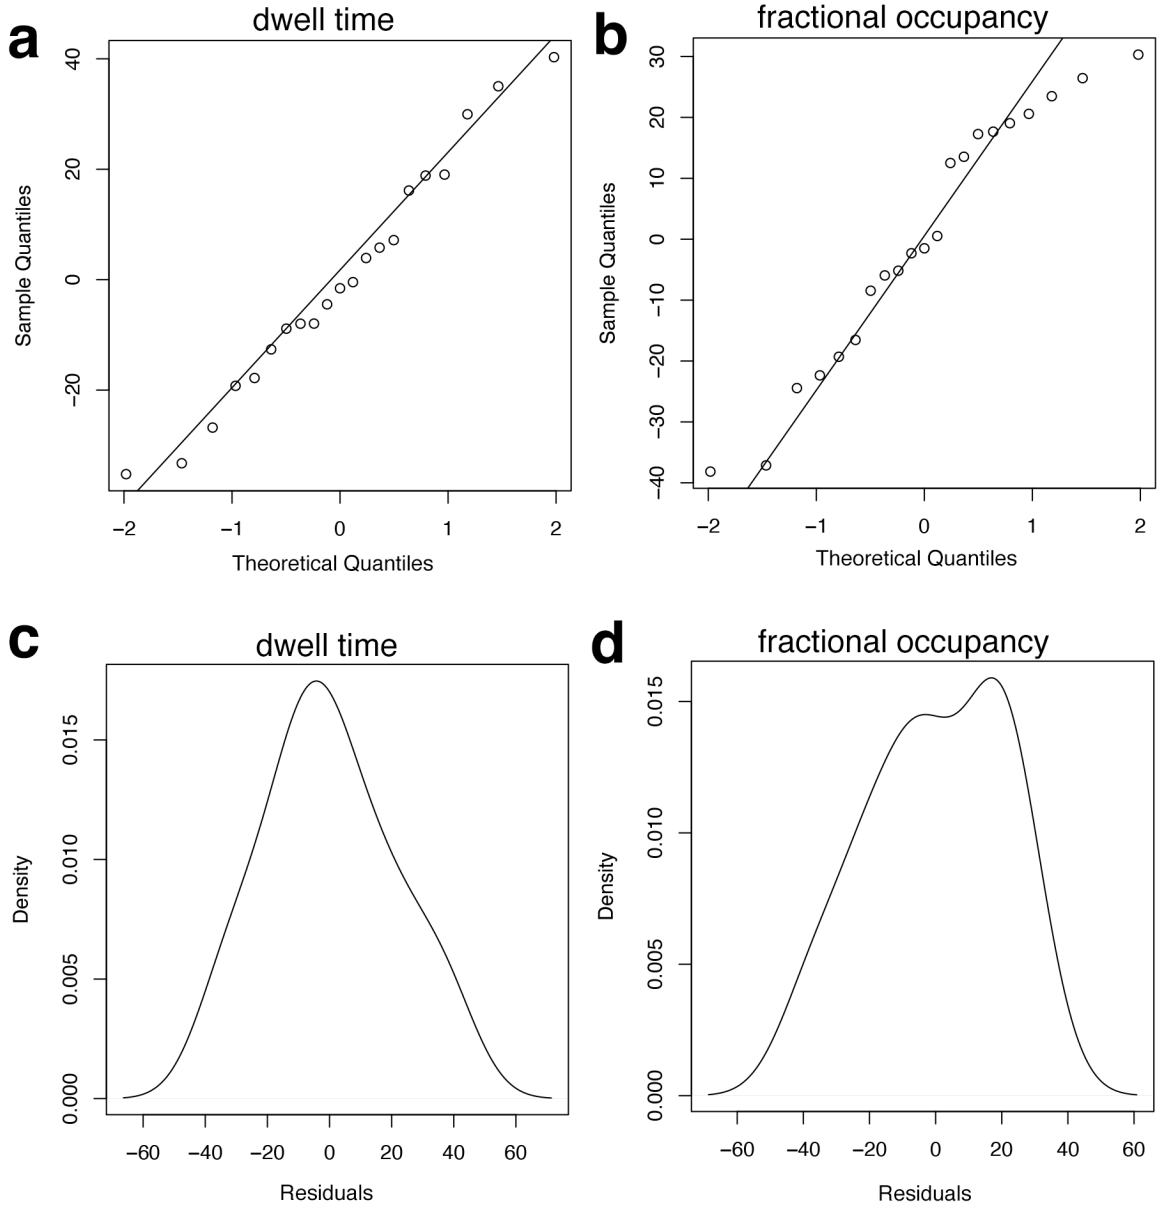 a
dwell time
40
20
0
−20
Sample Quantiles
−2 −1 0 1 2
Theoretical Quantiles
b
fractional occupancy
30
20
10
0
−10
−20
−30
−40
Sample Quantiles
−2 −1 0 1 2
Theoretical Quantiles
c
dwell time
0.015
0.010
0.005
0.000
Density
−60 −40 −20 0 20 40 60
Residuals
d
fractional occupancy
0.015
0.010
0.005
0.000
Density
−60 −40 −20 0 20 40 60
Residuals